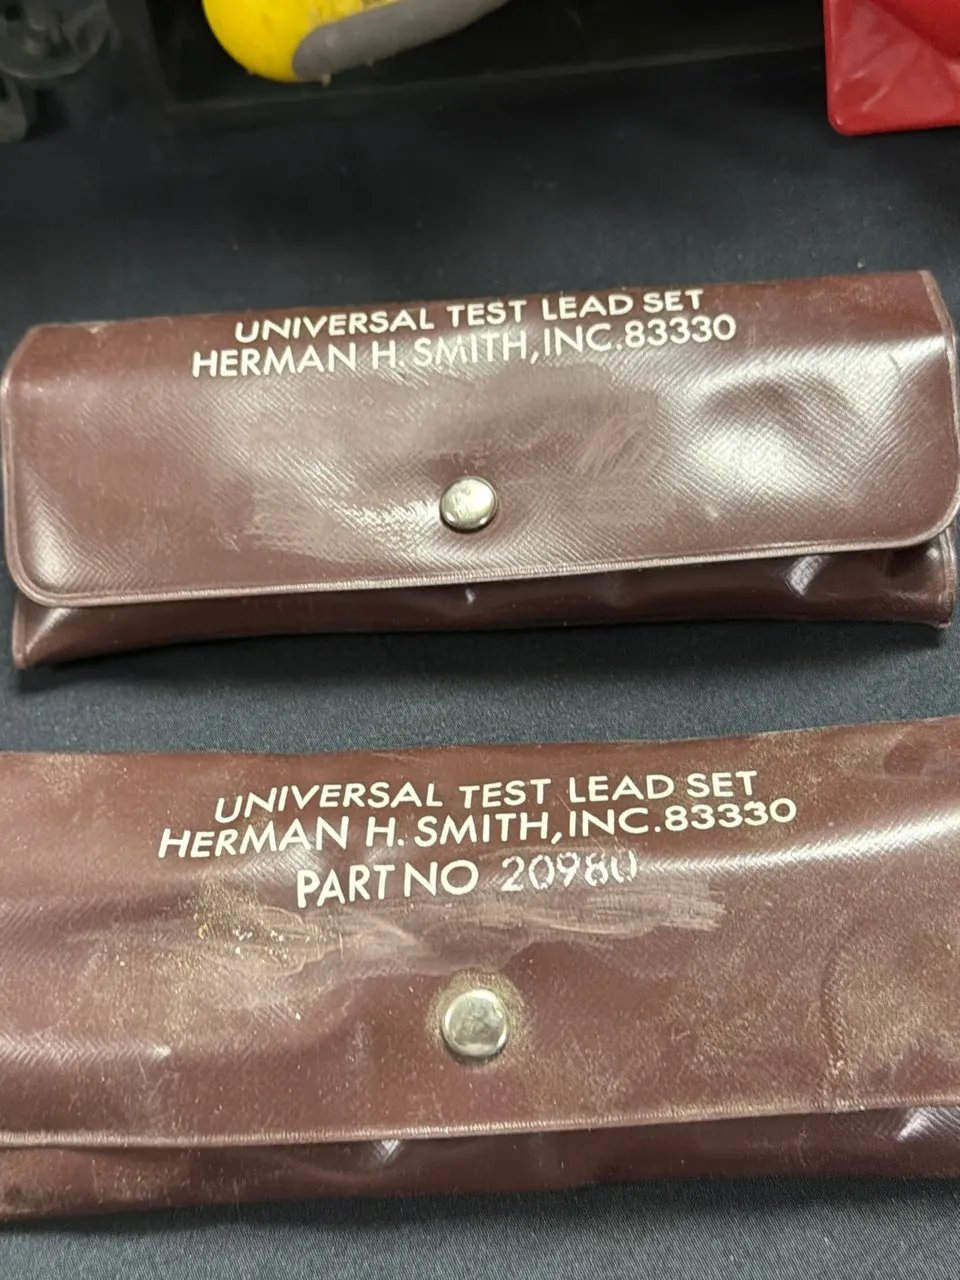 UNIVERSAL TEST LEAD SET
HERMAN H. SMITH, INC. 83330
UNIVERSAL TEST LEAD SET
HERMAN H. SMITH, INC. 83330
PART NO 20980